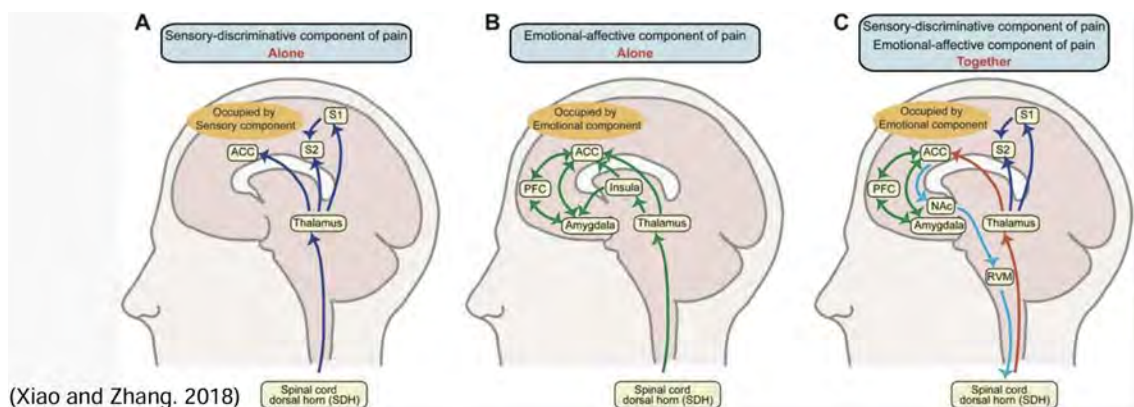 A
Sensory-discriminative component of pain
Alone
Occupied by
Sensory component
S1
S2
ACC
Thalamus
Spinal cord
dorsal horn (SDH)
B
Emotional-affective component of pain
Alone
Occupied by
Emotional component
ACC
PFC
Insula
Amygdala
Thalamus
Spinal cord
dorsal horn (SDH)
C
Sensory-discriminative component of pain
Emotional-affective component of pain
Together
Occupied by
Emotional component
S1
S2
ACC
PFC
NAc
Amygdala
Thalamus
RVM
Spinal cord
dorsal horn (SDH)
(Xiao and Zhang. 2018)